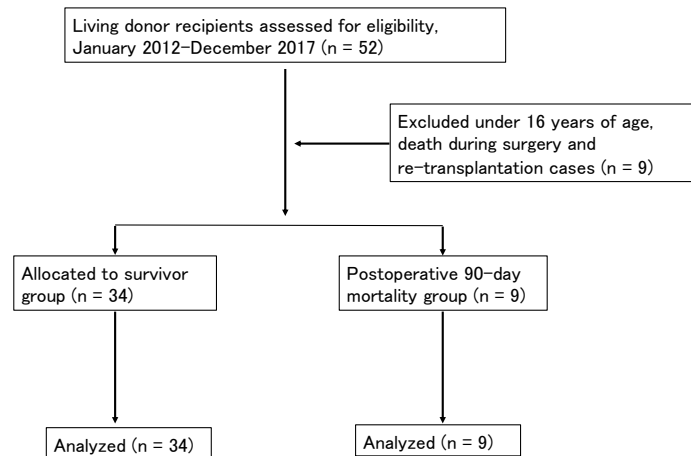 Living donor recipients assessed for eligibility,
January 2012–December 2017 (n = 52)
Excluded under 16 years of age,
death during surgery and
re-transplantation cases (n = 9)
Allocated to survivor
group (n = 34)
Postoperative 90-day
mortality group (n = 9)
Analyzed (n = 34)
Analyzed (n = 9)